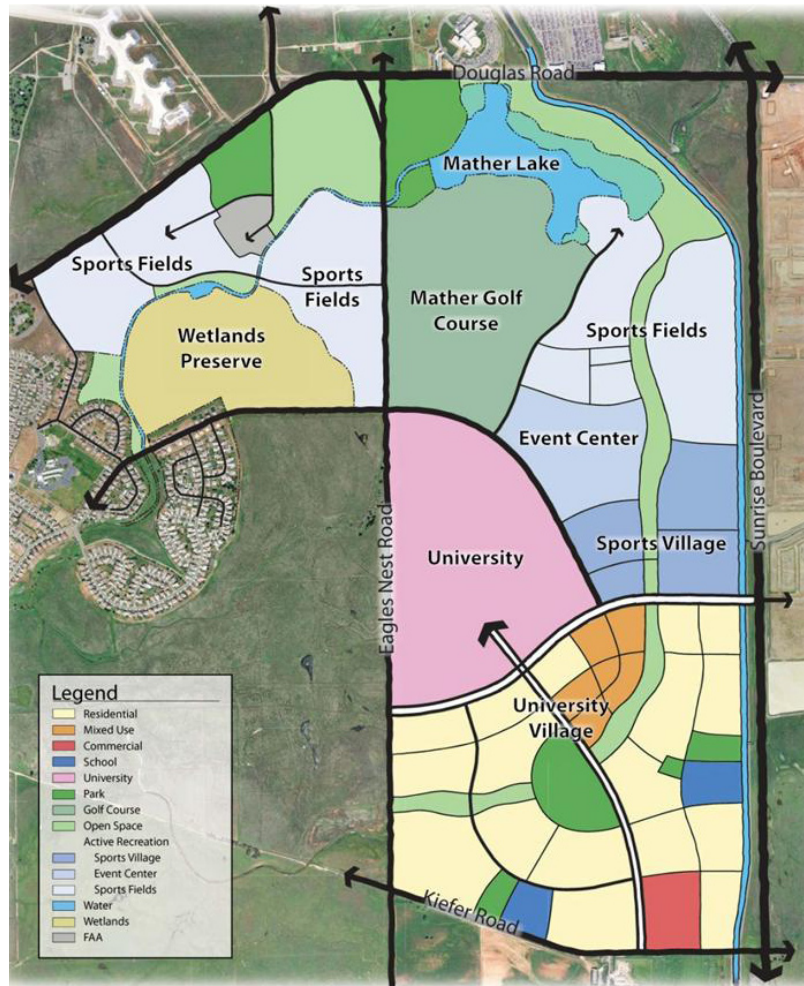 Douglas Road
Mather Lake
Sports Fields
Sports
Fields
Mather Golf
Course
Sports Fields
Wetlands
Preserve
Event Center
Sunrise Boulevard
Eagles Nest Road
University
Sports Village
University
Village
Kiefer Road
Legend
Residential
Mixed Use
Commercial
School
University
Park
Golf Course
Open Space
Active Recreation
Sports Village
Event Center
Sports Fields
Water
Wetlands
FAA